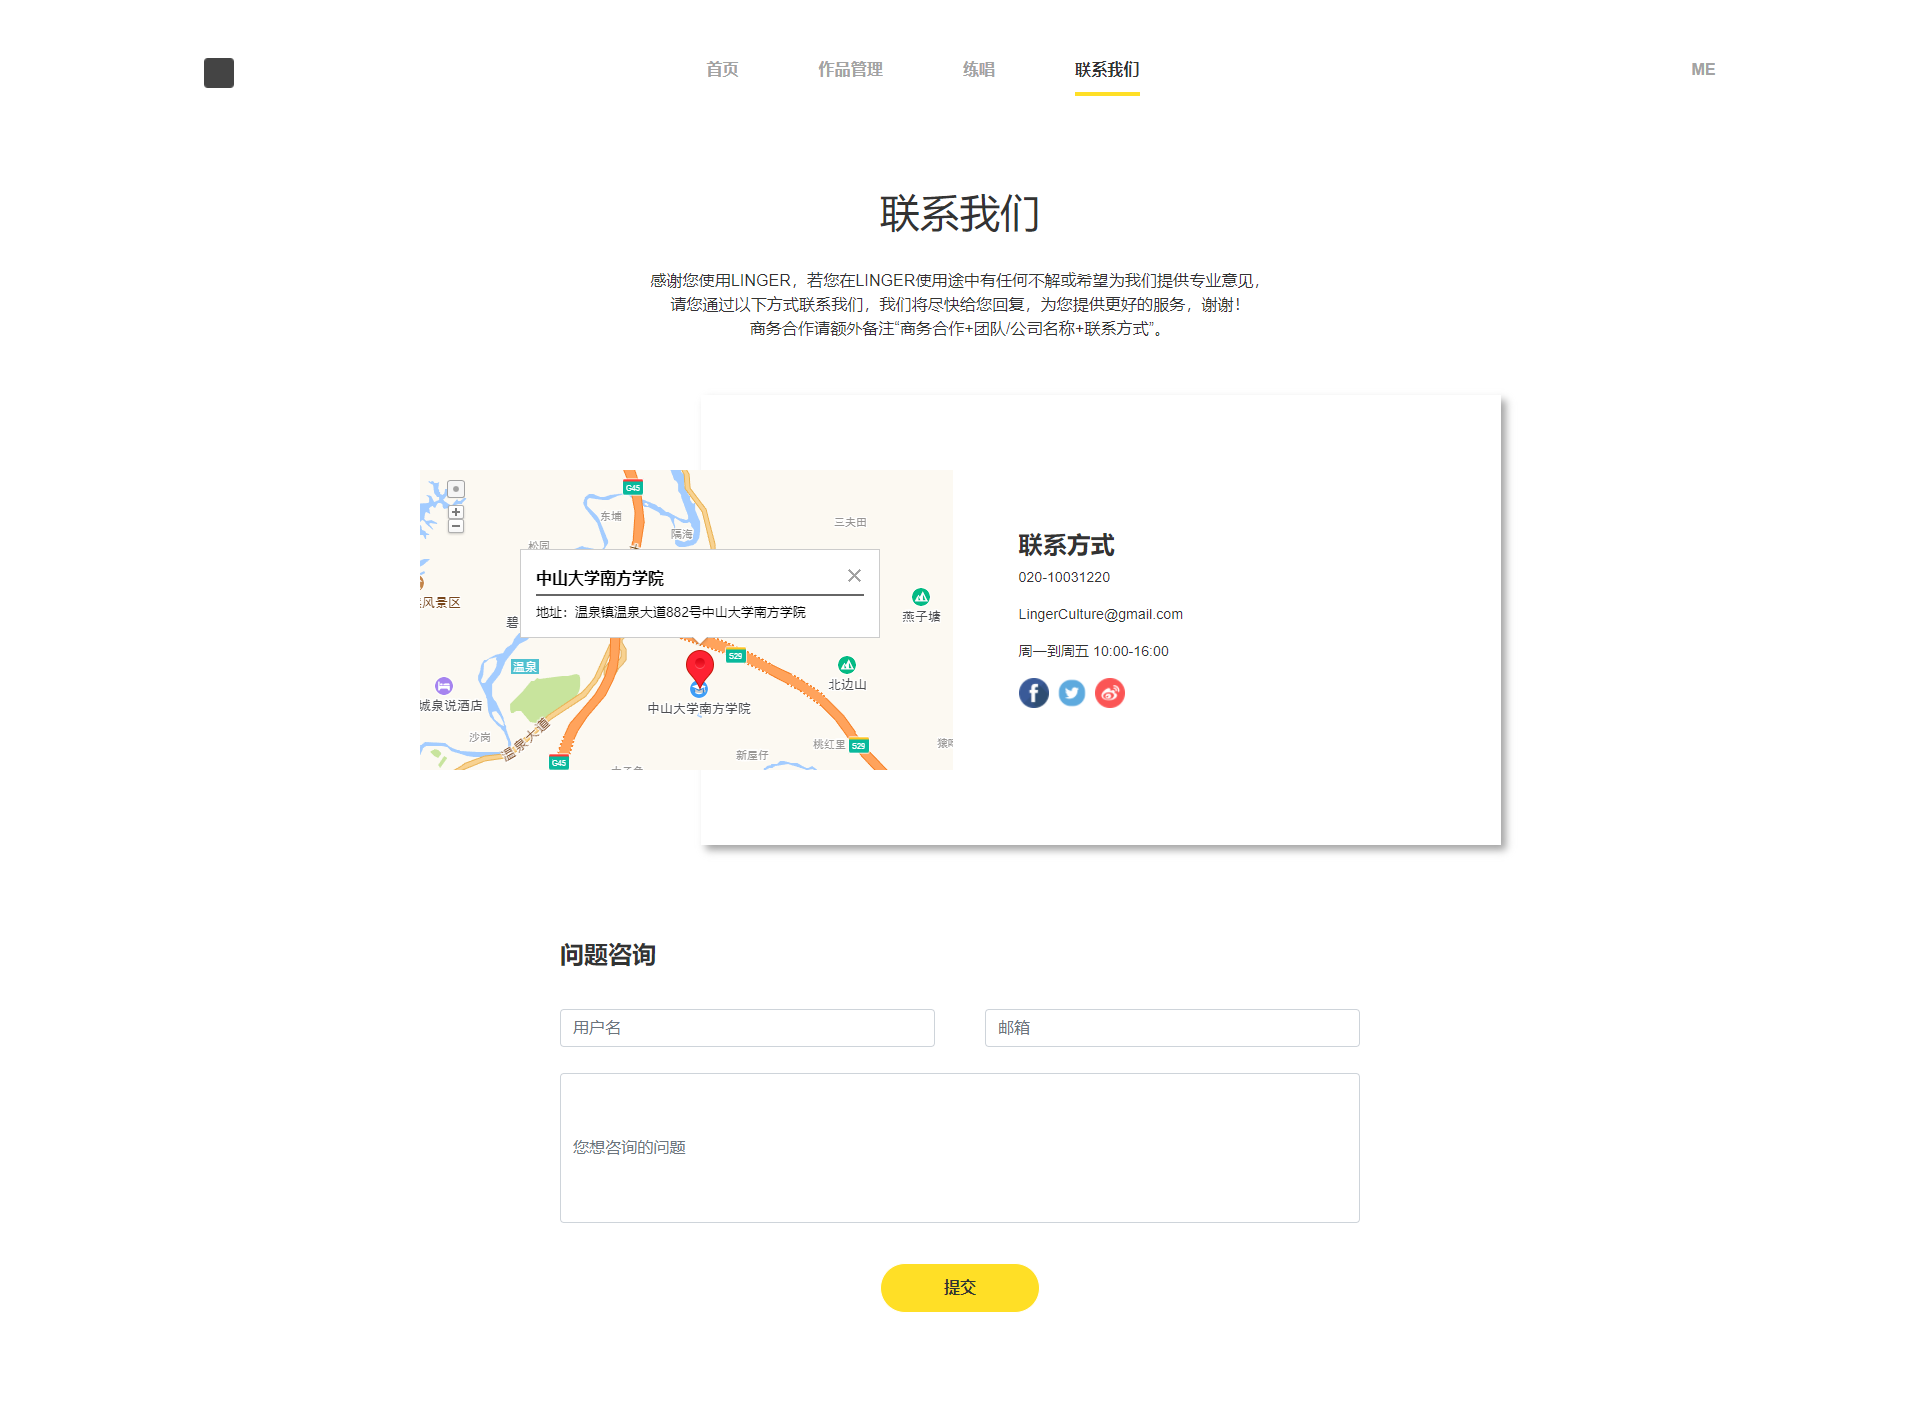 首页
作品管理
练唱
联系我们
ME
联系我们
感谢您使用LINGER，若您在LINGER使用途中有任何不解或希望为我们提供专业意见，
请您通过以下方式联系我们，我们将尽快给您回复，为您提供更好的服务，谢谢！
商务合作请额外备注“商务合作+团队/公司名称+联系方式”。
G45
东埔
三夫田
隔海
松园
中山大学南方学院
地址：温泉镇温泉大道882号中山大学南方学院
风景区
燕子塘
碧
S29
温泉
北边山
城泉说酒店
中山大学南方学院
沙岗
温泉大道
桃红里
S29
新屋仔
G45
联系方式
020-10031220
LingerCulture@gmail.com
周一到周五 10:00-16:00
问题咨询
用户名
邮箱
您想咨询的问题
提交